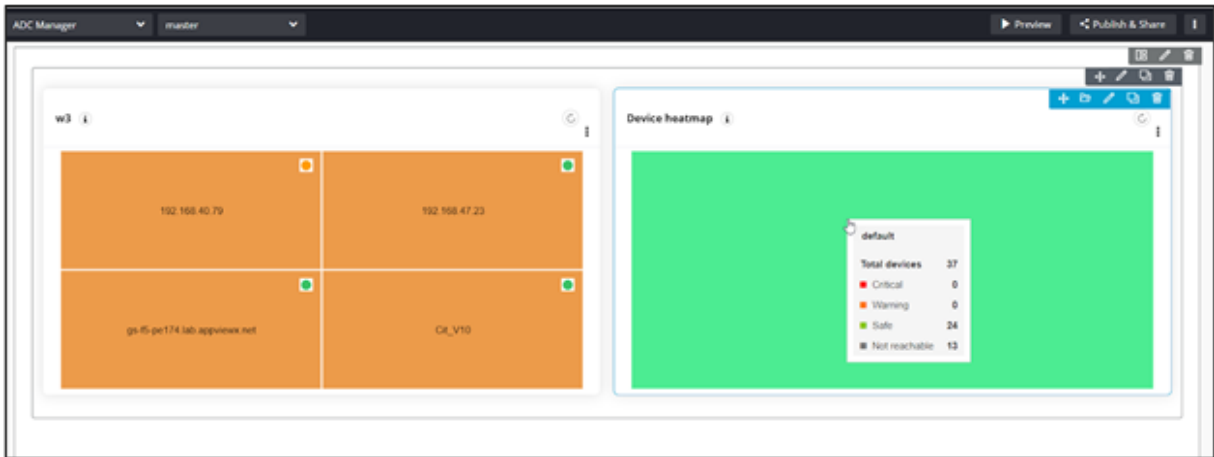 ADC Manager master Preview Publish & Share
w3
Device heatmap
192.168.40.79 192.168.47.23
default
Total devices 37
Critical 0
Warning 0
Safe 24
Not reachable 13
gs-f5-pe174.lab.appviewx.net Cit_V10